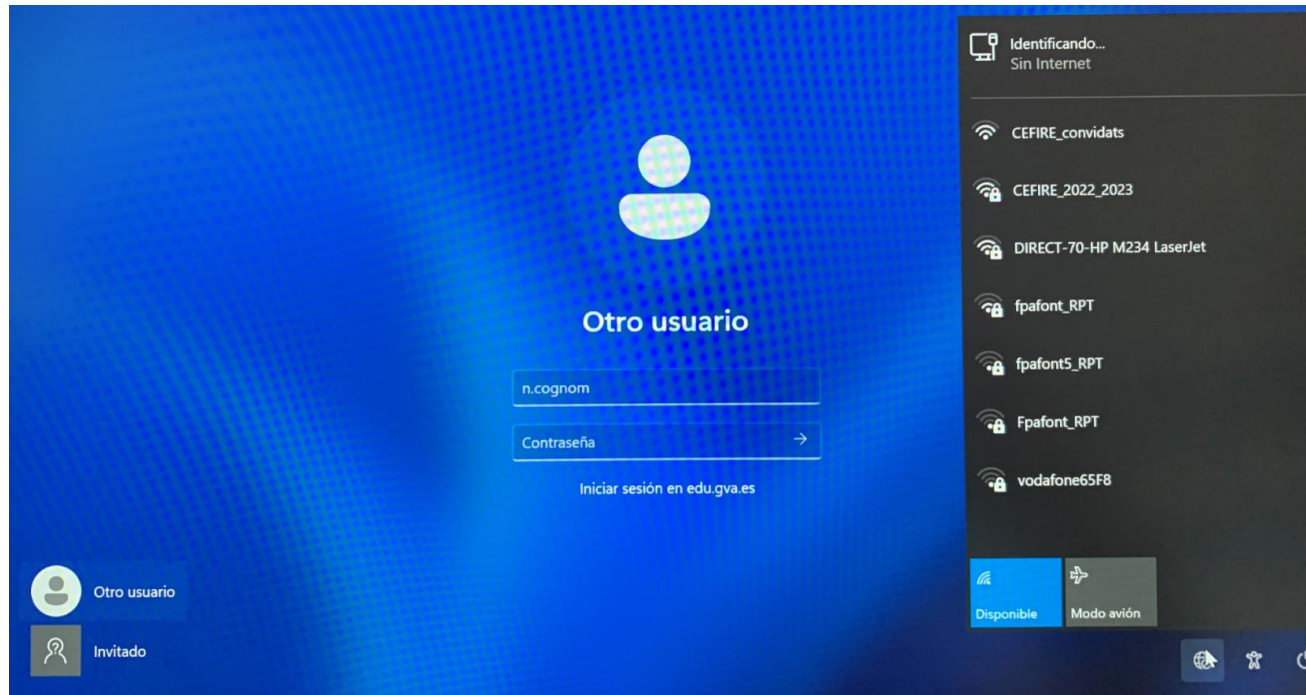 Otro usuario
n.cognom
Contraseña
Iniciar sesión en edu.gva.es
Otro usuario
Invitado
Identificando...
Sin Internet
CEFIRE_convidats
CEFIRE_2022_2023
DIRECT-70-HP M234 LaserJet
fpafont_RPT
fpafont5_RPT
Fpafont_RPT
vodafone65F8
Disponible
Modo avión